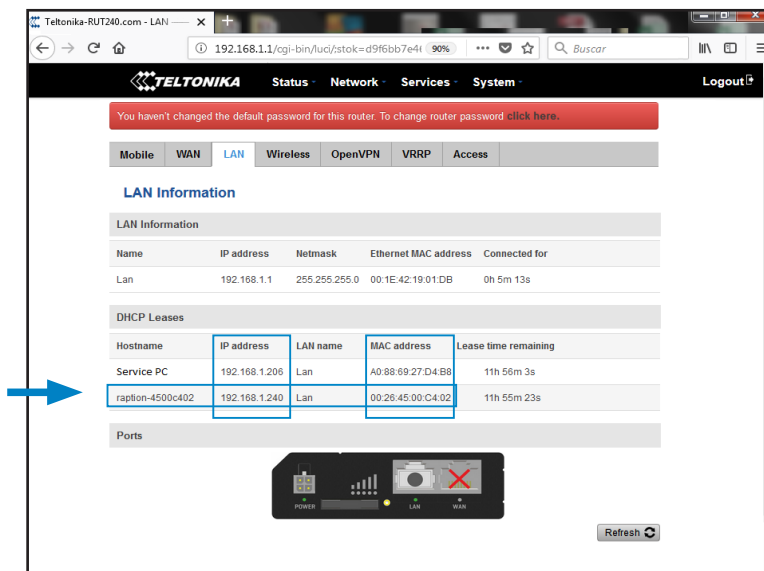 Teltonika-RUT240.com - LAN
192.168.1.1/cgi-bin/luci/;stok=d9f6bb7e4 90% Buscar
TELTONIKA Status Network Services System Logout
You haven't changed the default password for this router. To change router password click here.
Mobile WAN LAN Wireless OpenVPN VRRP Access
LAN Information
LAN Information
Name IP address Netmask Ethernet MAC address Connected for
Lan 192.168.1.1 255.255.255.0 00:1E:42:19:01:DB 0h 5m 13s
DHCP Leases
Hostname IP address LAN name MAC address Lease time remaining
Service PC 192.168.1.206 Lan A0:88:69:27:D4:B8 11h 56m 3s
raption-4500c402 192.168.1.240 Lan 00:26:45:00:C4:02 11h 55m 23s
Ports
POWER LAN WAN
Refresh